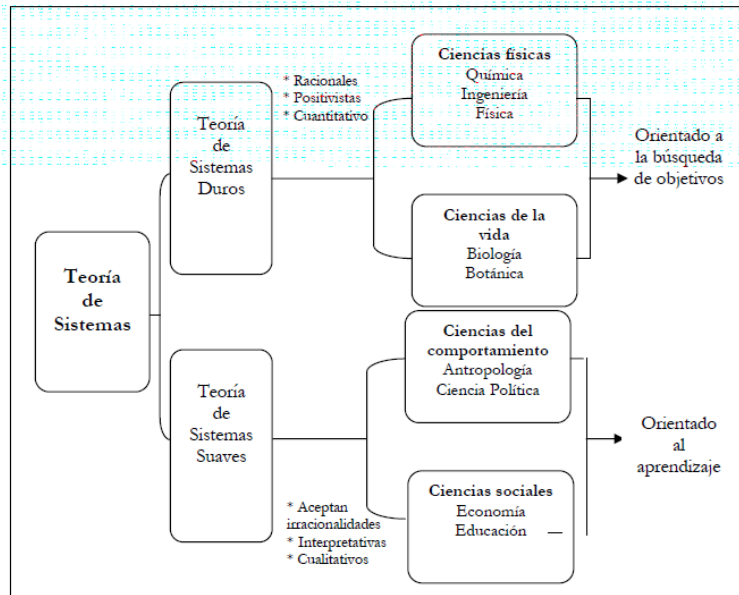 Teoría
de
Sistemas
Teoría
de
Sistemas
Duros
* Racionales
* Positivistas
* Cuantitativo
Ciencias físicas
Química
Ingeniería
Física
Ciencias de la
vida
Biología
Botánica
Orientado a
la búsqueda
de objetivos
Teoría
de
Sistemas
Suaves
* Aceptan
irracionalidades
* Interpretativas
* Cualitativos
Ciencias del
comportamiento
Antropología
Ciencia Política
Ciencias sociales
Economía
Educación
Orientado
al
aprendizaje